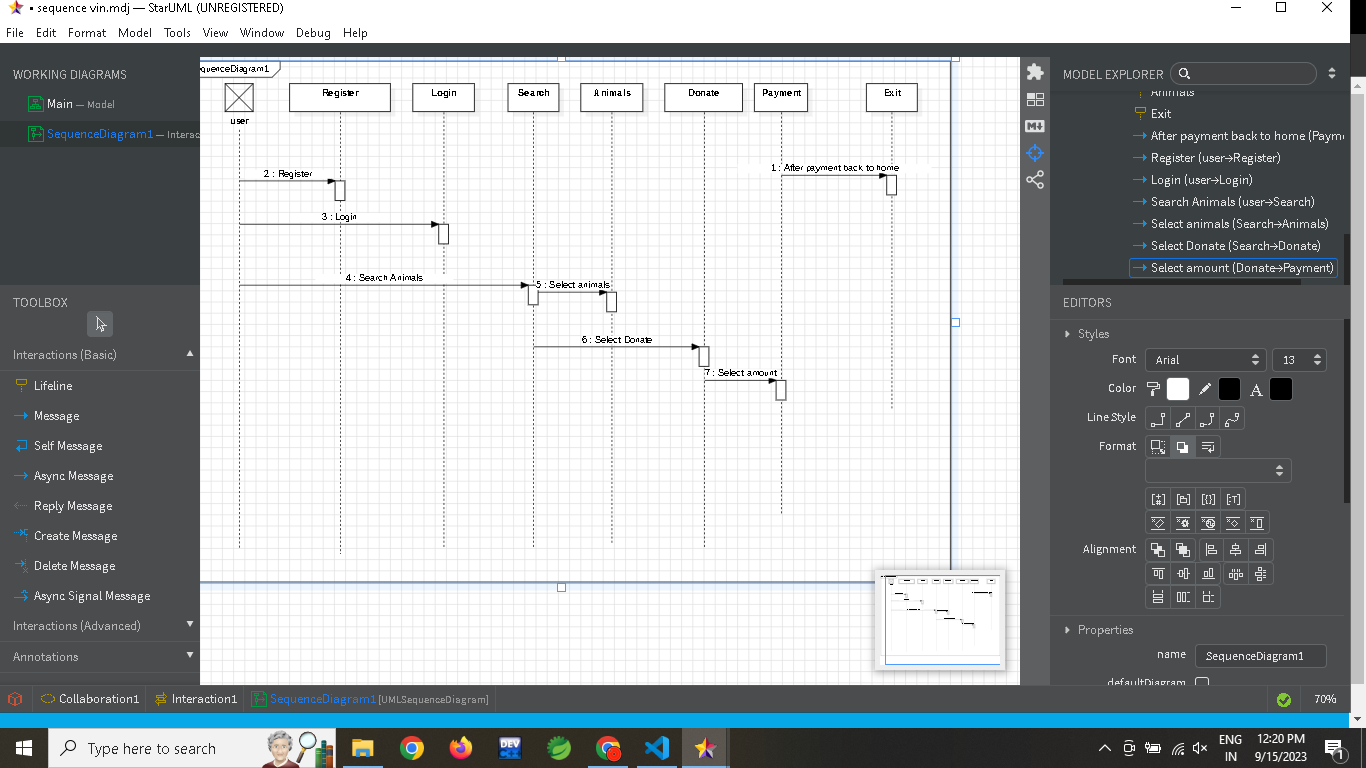 • sequence vin.mdj — StarUML (UNREGISTERED)
File Edit Format Model Tools View Window Debug Help
WORKING DIAGRAMS
Main — Model
SequenceDiagram1 — Interac
TOOLBOX
Interactions (Basic)
Lifeline
Message
Self Message
Async Message
Reply Message
Create Message
Delete Message
Async Signal Message
Interactions (Advanced)
Annotations
quenceDiagram1
user
Register
Login
Search
Animals
Donate
Payment
Exit
1 : After payment back to home
2 : Register
3 : Login
4 : Search Animals
5 : Select animals
6 : Select Donate
7 : Select amount
MODEL EXPLORER
Animals
Exit
After payment back to home (Paym
Register (user→Register)
Login (user→Login)
Search Animals (user→Search)
Select animals (Search→Animals)
Select Donate (Search→Donate)
Select amount (Donate→Payment)
EDITORS
Styles
Font Arial 13
Color A
Line Style
Format
Alignment
Properties
name SequenceDiagram1
defaultDiagram
Collaboration1 Interaction1 SequenceDiagram1 [UMLSequenceDiagram] 70%
Type here to search
DEV
ENG
IN
12:20 PM
9/15/2023
1